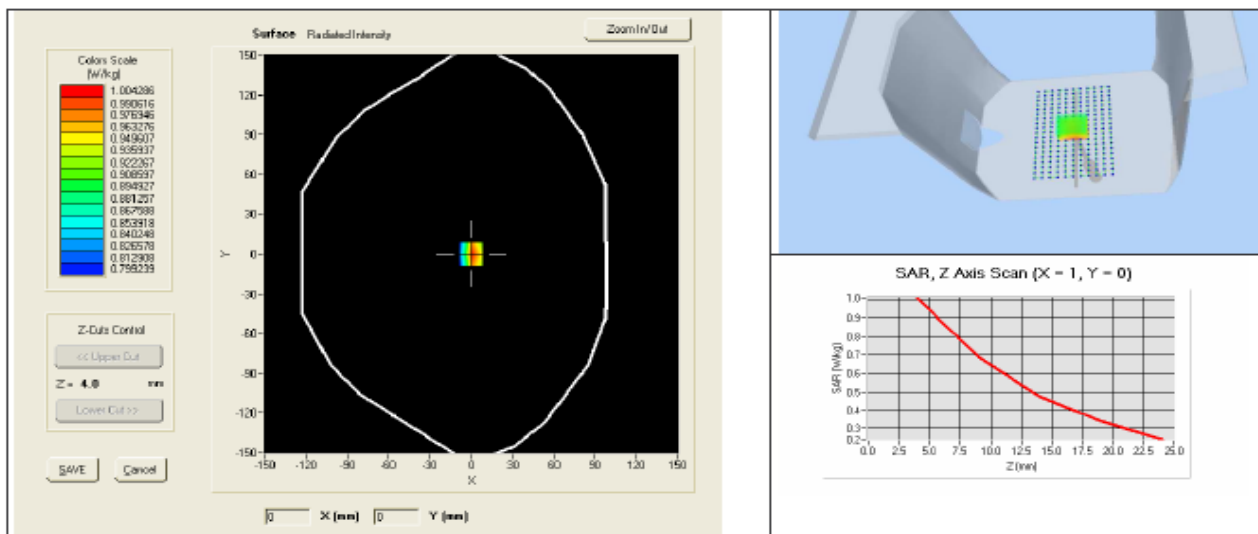 Surface Radiated Intensity
Zoom In/Out
Colors Scale
(W/kg)
1.004286
0.990616
0.976946
0.963276
0.949607
0.935937
0.922267
0.908597
0.894927
0.881257
0.867588
0.853918
0.840248
0.826578
0.812908
0.799239
Z-Cuts Control
<< Upper Cut
Z = 4.0 mm
Lower Cut >>
SAVE Cancel
150
120
90
60
30
0
-30
-60
-90
-120
-150
Y
-150 -120 -90 -60 -30 0 30 60 90 120 150
X
0 X (mm) 0 Y (mm)
SAR, Z Axis Scan (X = 1, Y = 0)
SAR (W/kg)
1.0
0.9
0.8
0.7
0.6
0.5
0.4
0.3
0.2
0.0 2.5 5.0 7.5 10.0 12.5 15.0 17.5 20.0 22.5 25.0
Z (mm)